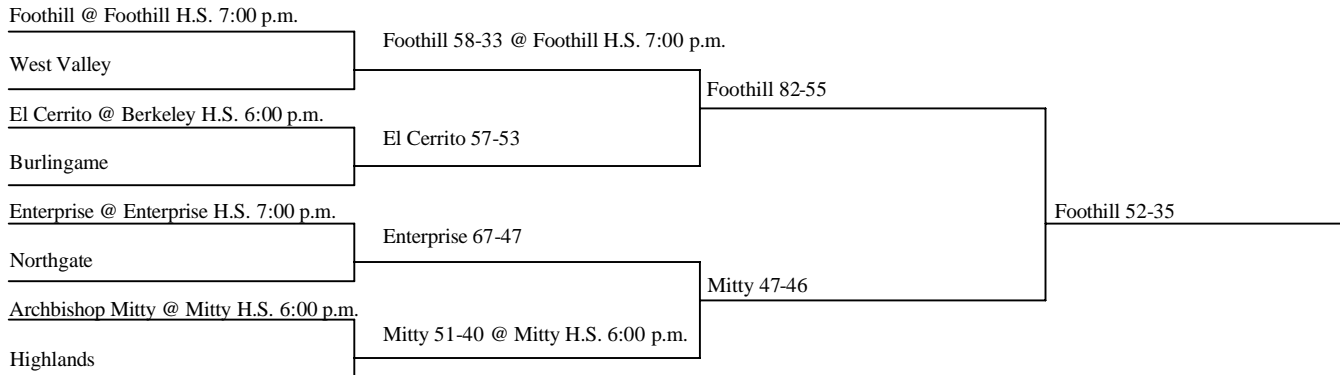 Foothill @ Foothill H.S. 7:00 p.m.
Foothill 58-33 @ Foothill H.S. 7:00 p.m.
West Valley
Foothill 82-55
El Cerrito @ Berkeley H.S. 6:00 p.m.
El Cerrito 57-53
Burlingame
Enterprise @ Enterprise H.S. 7:00 p.m.
Foothill 52-35
Enterprise 67-47
Northgate
Mitty 47-46
Archbishop Mitty @ Mitty H.S. 6:00 p.m.
Mitty 51-40 @ Mitty H.S. 6:00 p.m.
Highlands